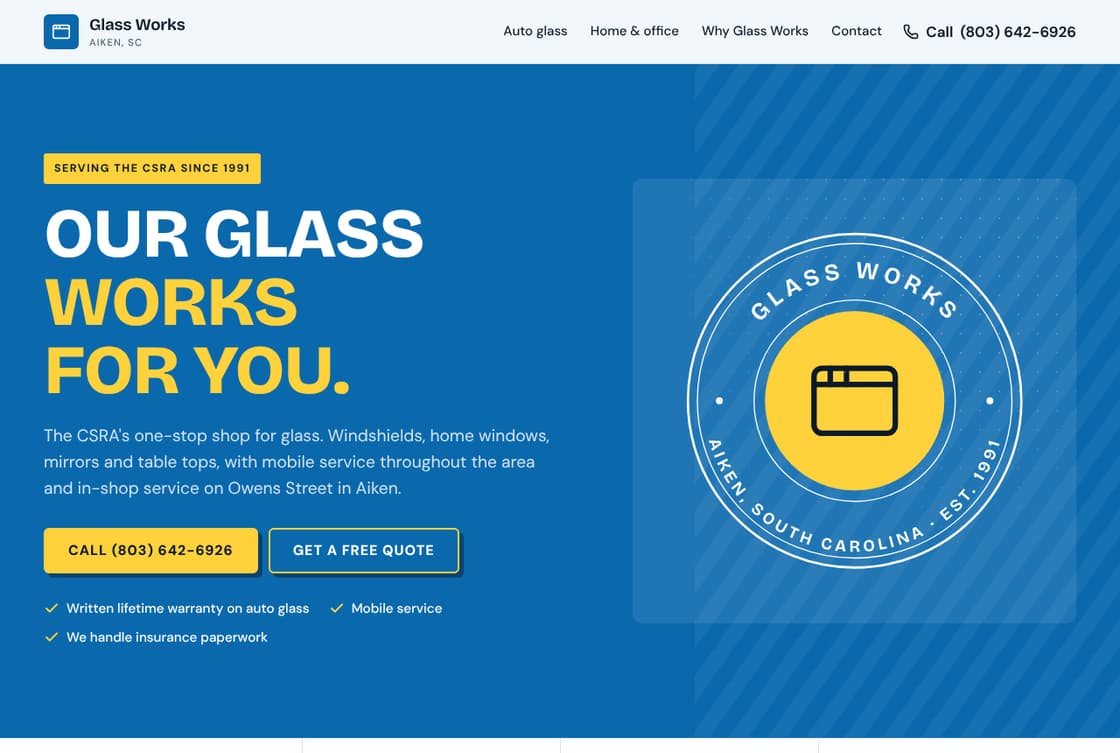 Glass Works
AIKEN, SC
Auto glass
Home & office
Why Glass Works
Contact
Call (803) 642-6926
SERVING THE CSRA SINCE 1991
OUR GLASS
WORKS
FOR YOU.
The CSRA's one-stop shop for glass. Windshields, home windows,
mirrors and table tops, with mobile service throughout the area
and in-shop service on Owens Street in Aiken.
CALL (803) 642-6926
GET A FREE QUOTE
Written lifetime warranty on auto glass
Mobile service
We handle insurance paperwork
GLASS WORKS
AIKEN, SOUTH CAROLINA · EST. 1991